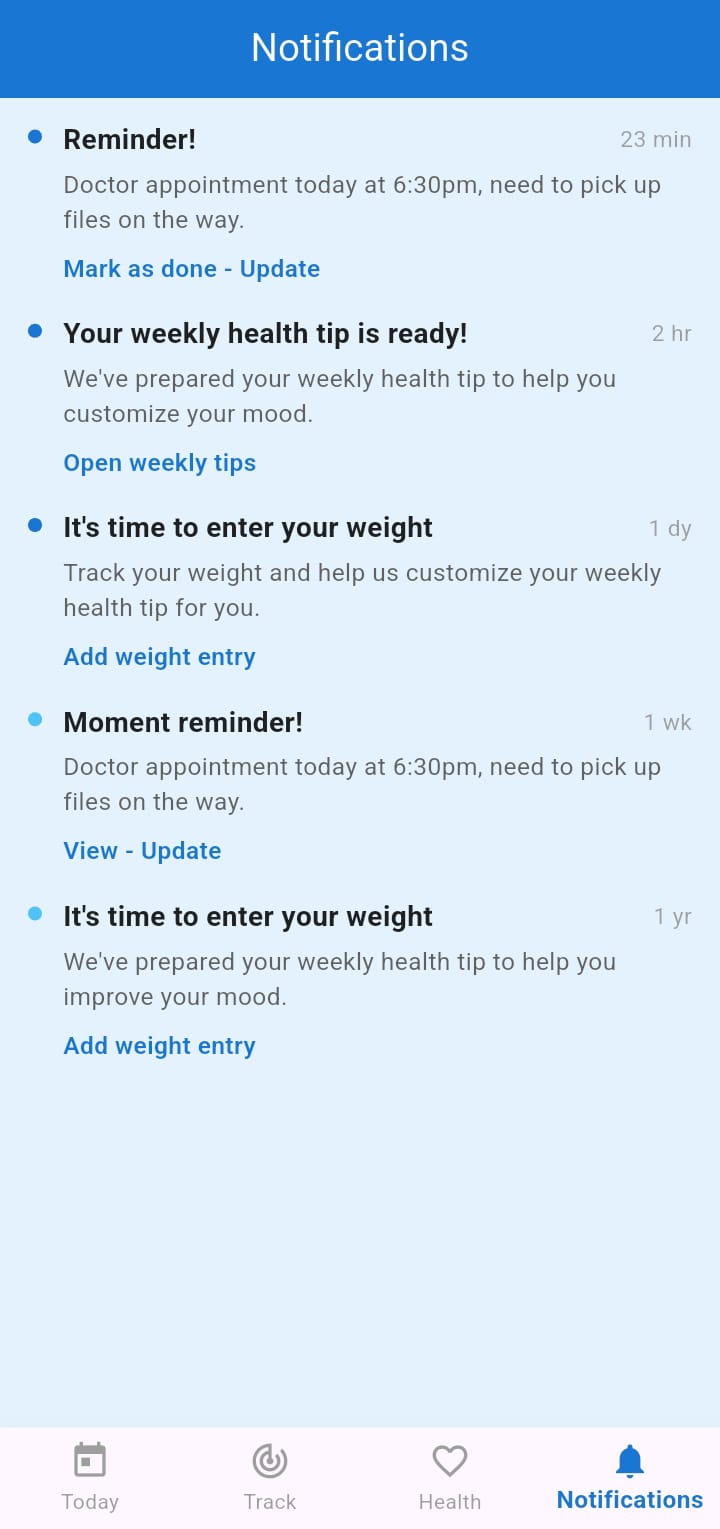 Notifications
Reminder!
23 min
Doctor appointment today at 6:30pm, need to pick up
files on the way.
Mark as done - Update
Your weekly health tip is ready!
2 hr
We've prepared your weekly health tip to help you
customize your mood.
Open weekly tips
It's time to enter your weight
1 dy
Track your weight and help us customize your weekly
health tip for you.
Add weight entry
Moment reminder!
1 wk
Doctor appointment today at 6:30pm, need to pick up
files on the way.
View - Update
It's time to enter your weight
1 yr
We've prepared your weekly health tip to help you
improve your mood.
Add weight entry
Today
Track
Health
Notifications